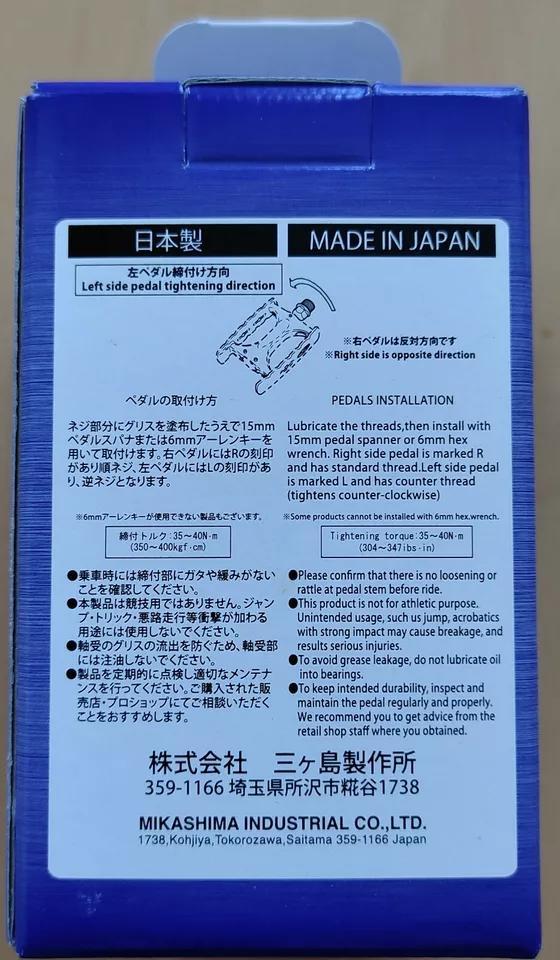 日本製
MADE IN JAPAN
左ペダル締付け方向
Left side pedal tightening direction
※右ペダルは反対方向です
※Right side is opposite direction
ペダルの取付け方
ネジ部分にグリスを塗布したうえで15mm
ペダルスパナまたは6mmアーレンキーを
用いて取付けます。右ペダルにはRの刻印
があり順ネジ、左ペダルにはLの刻印があ
り、逆ネジとなります。
※6mmアーレンキーが使用できない製品もございます。
締付トルク:35~40N·m
(350~400kgf·cm)
●乗車時には締付部にガタや緩みがない
ことを確認してください。
●本製品は競技用ではありません。ジャン
プ・トリック・悪路走行等衝撃が加わる
用途には使用しないでください。
●軸受のグリスの流出を防ぐため、軸受部
には注油しないでください。
●製品を定期的に点検し適切なメンテナ
ンスを行ってください。ご購入された販
売店・プロショップにてご相談いただく
ことをおすすめします。
PEDALS INSTALLATION
Lubricate the threads,then install with
15mm pedal spanner or 6mm hex
wrench. Right side pedal is marked R
and has standard thread.Left side pedal
is marked L and has counter thread
(tightens counter-clockwise)
※Some products cannot be installed with 6mm hex.wrench.
Tightening torque:35~40N·m
(304~347lbs·in)
●Please confirm that there is no loosening or
rattle at pedal stem before ride.
●This product is not for athletic purpose.
Unintended usage, such us jump, acrobatics
with strong impact may cause breakage, and
results serious injuries.
●To avoid grease leakage, do not lubricate oil
into bearings.
●To keep intended durability, inspect and
maintain the pedal regularly and properly.
We recommend you to get advice from the
retail shop staff where you obtained.
株式会社 三ヶ島製作所
359-1166 埼玉県所沢市糀谷1738
MIKASHIMA INDUSTRIAL CO.,LTD.
1738,Kohjiya,Tokorozawa,Saitama 359-1166 Japan